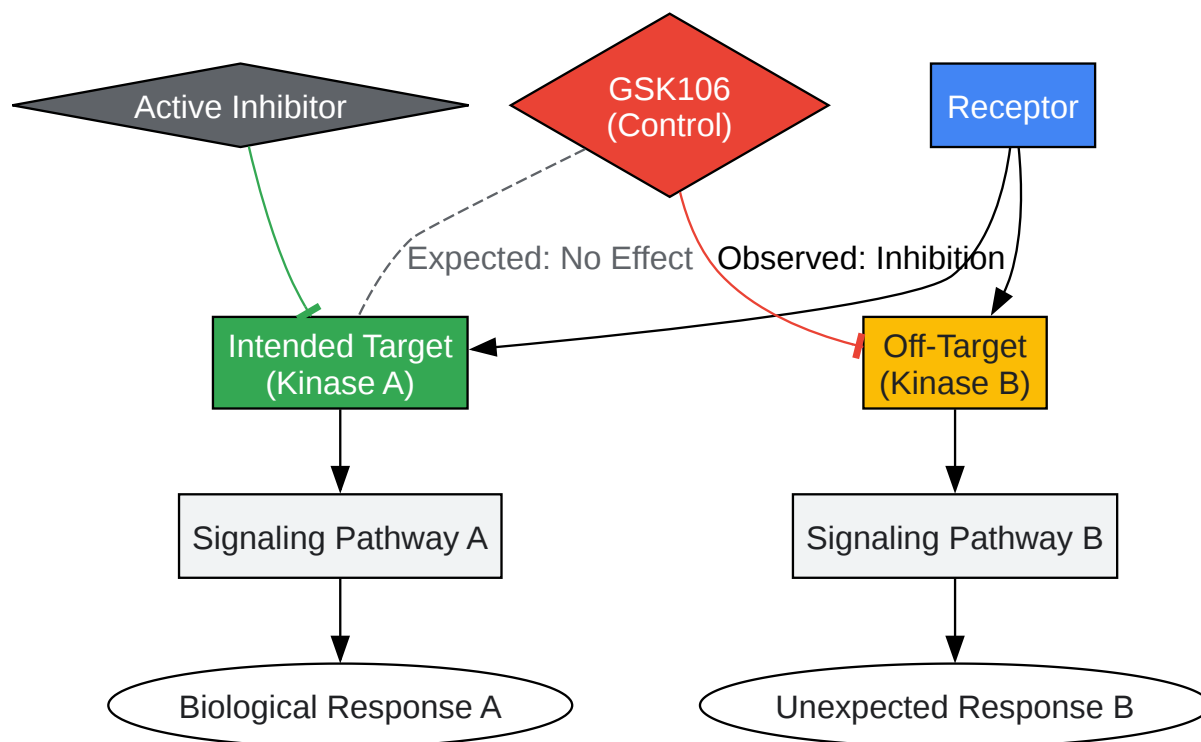 Active Inhibitor
GSK106
(Control)
Receptor
Expected: No Effect
Observed: Inhibition
Intended Target
(Kinase A)
Off-Target
(Kinase B)
Signaling Pathway A
Signaling Pathway B
Biological Response A
Unexpected Response B